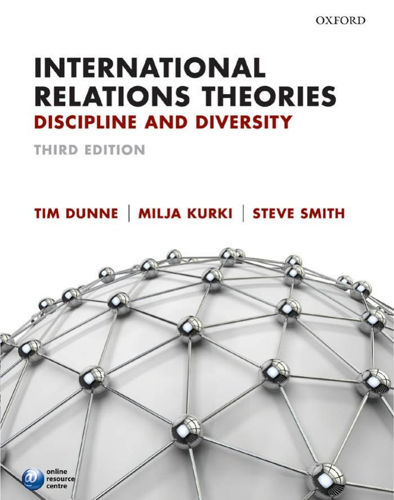 OXFORD
INTERNATIONAL
RELATIONS THEORIES
DISCIPLINE AND DIVERSITY
THIRD EDITION
TIM DUNNE | MILJA KURKI | STEVE SMITH
@ online
resource
centre